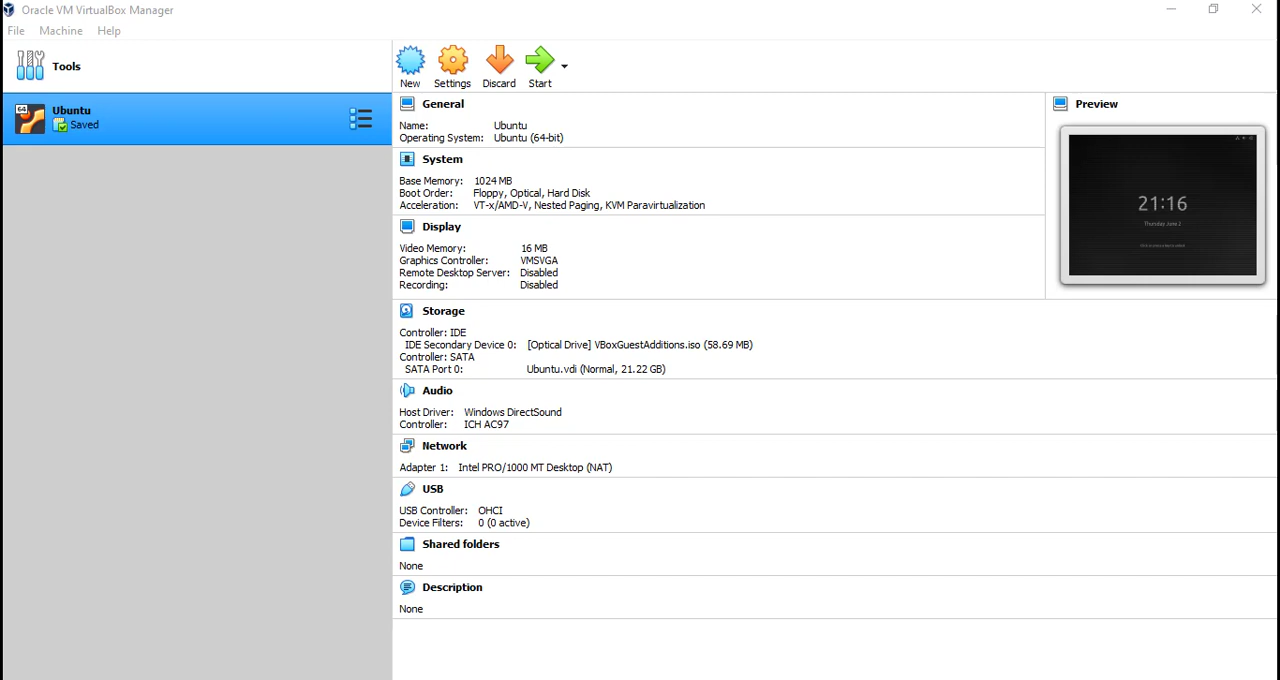 Oracle VM VirtualBox Manager
File Machine Help
Tools
New Settings Discard Start
64
Ubuntu
Saved
General
Name: Ubuntu
Operating System: Ubuntu (64-bit)
System
Base Memory: 1024 MB
Boot Order: Floppy, Optical, Hard Disk
Acceleration: VT-x/AMD-V, Nested Paging, KVM Paravirtualization
Display
Video Memory: 16 MB
Graphics Controller: VMSVGA
Remote Desktop Server: Disabled
Recording: Disabled
Preview
21:16
Thursday June 2
Storage
Controller: IDE
IDE Secondary Device 0: [Optical Drive] VBoxGuestAdditions.iso (58.69 MB)
Controller: SATA
SATA Port 0: Ubuntu.vdi (Normal, 21.22 GB)
Audio
Host Driver: Windows DirectSound
Controller: ICH AC97
Network
Adapter 1: Intel PRO/1000 MT Desktop (NAT)
USB
USB Controller: OHCI
Device Filters: 0 (0 active)
Shared folders
None
Description
None